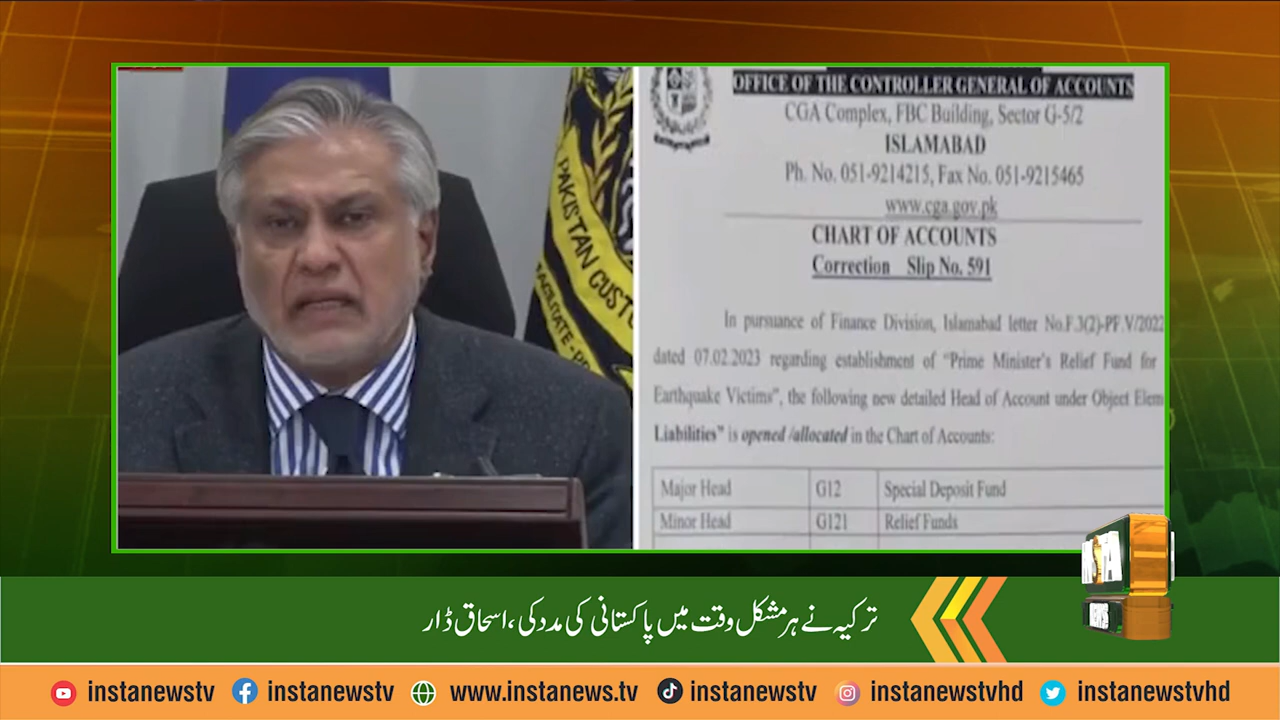 PAKISTAN CUSTO
OFFICE OF THE CONTROLLER GENERAL OF ACCOUNTS
CGA Complex, FBC Building, Sector G-5/2
ISLAMABAD
Ph. No. 051-9214215, Fax No. 051-9215465
www.cga.gov.pk
CHART OF ACCOUNTS
Correction Slip No. 591
In pursuance of Finance Division, Islamabad letter No.F.3(2)-PF.V/2022
dated 07.02.2023 regarding establishment of "Prime Minister's Relief Fund for
Earthquake Victims", the following new detailed Head of Account under Object Elem
Liabilities" is opened /allocated in the Chart of Accounts:
Major Head G12 Special Deposit Fund
Minor Head G121 Relief Funds
ترکیہ نے ہر مشکل وقت میں پاکستانی کی مدد کی، اسحاق ڈار
instanewstv instanewstv www.instanews.tv instanewstv instanewstvhd instanewstvhd